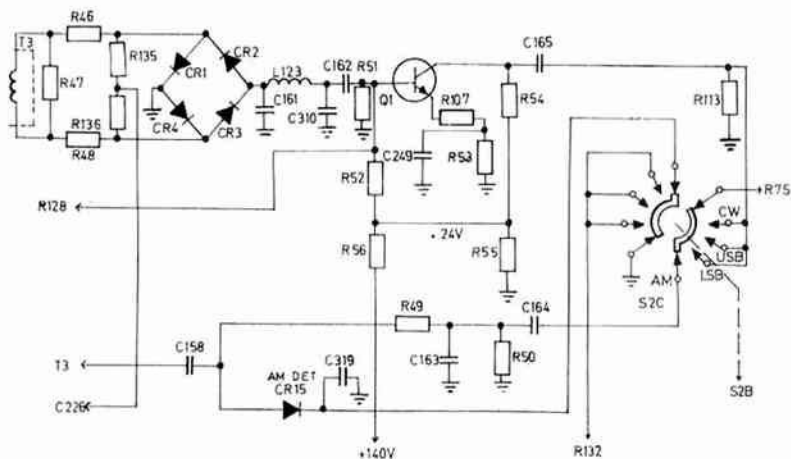 R46
T3
R135
CR2
R47
CR1
L123
C162
R51
C165
Q1
R107
R54
R113
C161
C310
R136
R48
CR4
CR3
C249
R53
R52
R128
R75
CW
USB
LSB
.24V
R56
R55
AM
S2C
R49
C164
C163
R50
T3
C158
C319
AM DET
CR15
C226
S2B
+140V
R132